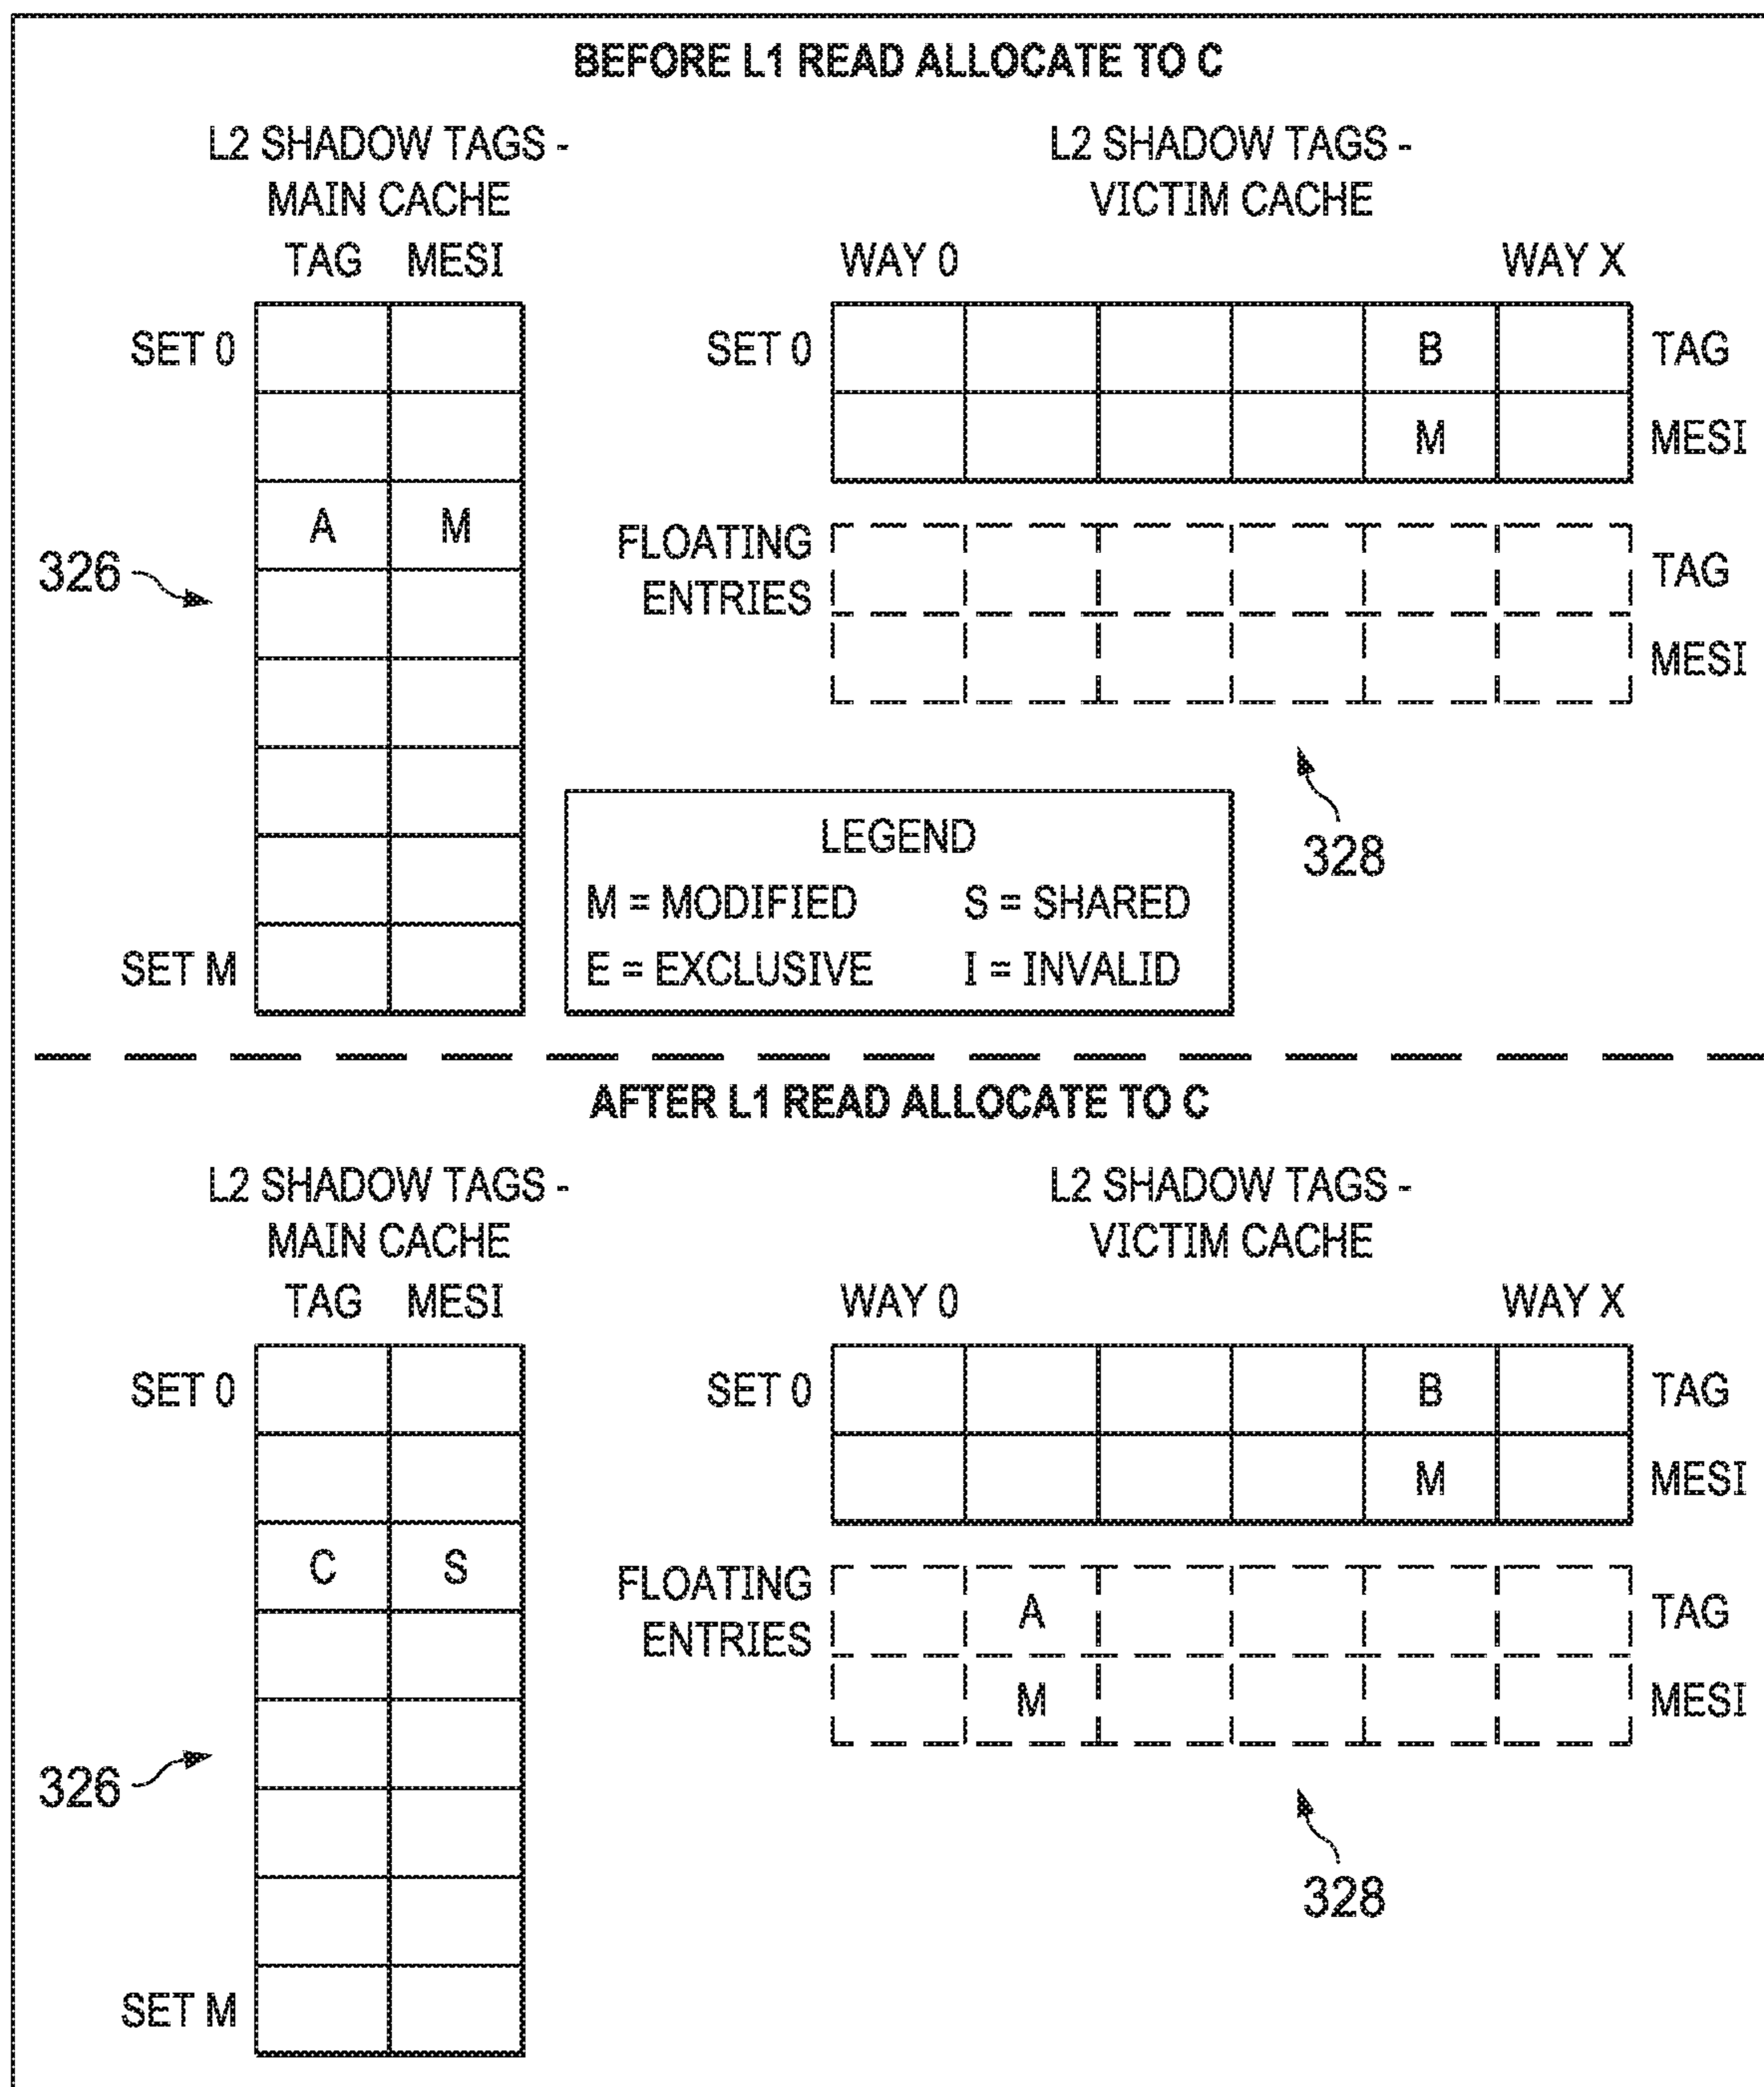 BEFORE L1 READ ALLOCATE TO C
L2 SHADOW TAGS -
MAIN CACHE
TAG MESI
SET 0
A M
326
SET M
L2 SHADOW TAGS -
VICTIM CACHE
WAY 0 WAY X
SET 0 B TAG
M MESI
FLOATING
ENTRIES
TAG
MESI
328
LEGEND
M = MODIFIED S = SHARED
E = EXCLUSIVE I = INVALID
AFTER L1 READ ALLOCATE TO C
L2 SHADOW TAGS -
MAIN CACHE
TAG MESI
SET 0
C S
326
SET M
L2 SHADOW TAGS -
VICTIM CACHE
WAY 0 WAY X
SET 0 B TAG
M MESI
FLOATING
ENTRIES
A TAG
M MESI
328